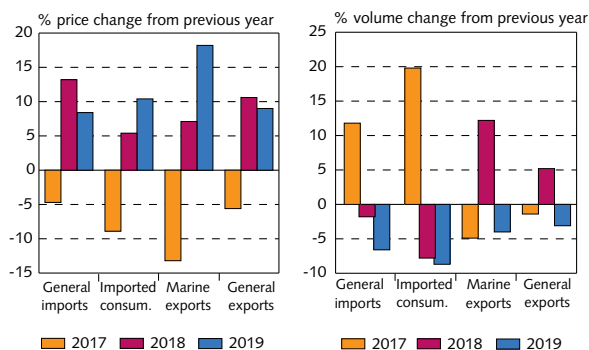 % price change from previous year
20
15
10
5
0
-5
-10
-15
General imports
Imported consum.
Marine exports
General exports
2017 2018 2019
% volume change from previous year
25
20
15
10
5
0
-5
-10
General imports
Imported consum.
Marine exports
General exports
2017 2018 2019